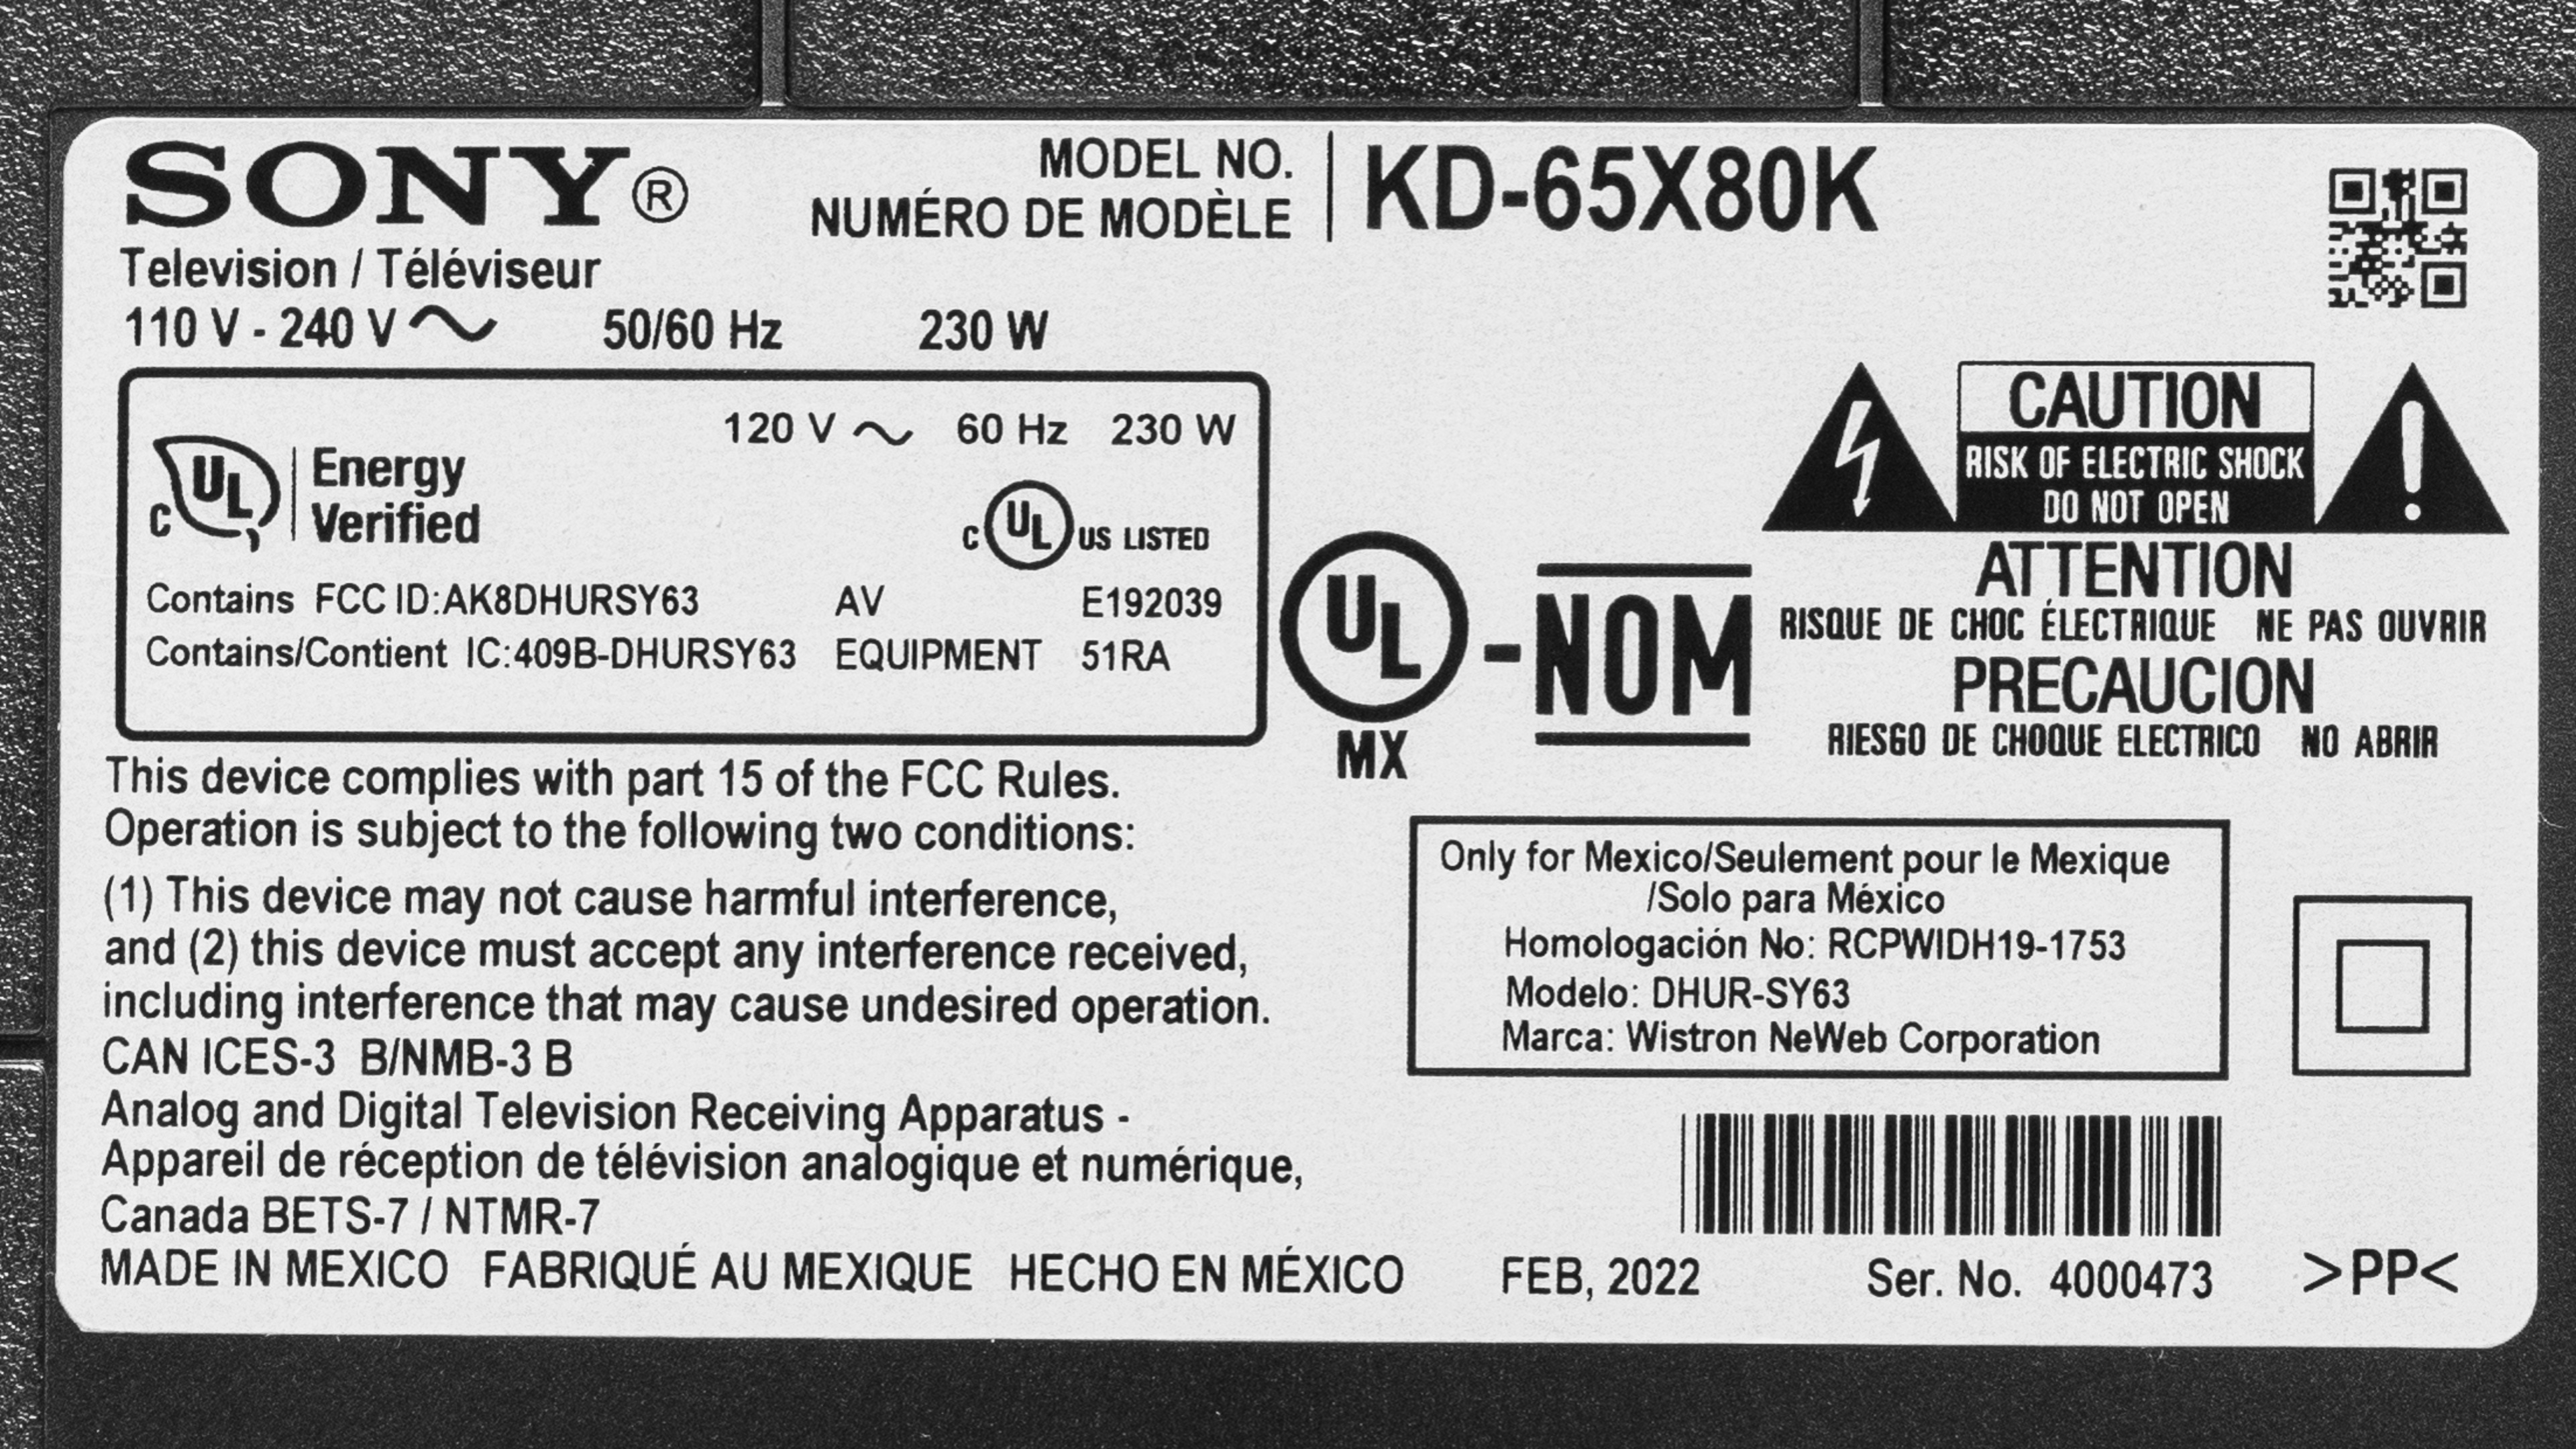 SONY®
MODEL NO.
NUMÉRO DE MODÈLE
KD-65X80K
Television / Téléviseur
110 V - 240 V ~ 50/60 Hz 230 W
120 V ~ 60 Hz 230 W
C UL Energy
Verified
C UL US LISTED
Contains FCC ID:AK8DHURSY63 AV E192039
Contains/Contient IC:409B-DHURSY63 EQUIPMENT 51RA
UL
MX
-NOM
CAUTION
RISK OF ELECTRIC SHOCK
DO NOT OPEN
ATTENTION
RISQUE DE CHOC ÉLECTRIQUE NE PAS OUVRIR
PRECAUCION
RIESGO DE CHOQUE ELECTRICO NO ABRIR
This device complies with part 15 of the FCC Rules.
Operation is subject to the following two conditions:
(1) This device may not cause harmful interference,
and (2) this device must accept any interference received,
including interference that may cause undesired operation.
CAN ICES-3 B/NMB-3 B
Analog and Digital Television Receiving Apparatus -
Appareil de réception de télévision analogique et numérique,
Canada BETS-7 / NTMR-7
MADE IN MEXICO FABRIQUÉ AU MEXIQUE HECHO EN MÉXICO
Only for Mexico/Seulement pour le Mexique
/Solo para México
Homologación No: RCPWIDH19-1753
Modelo: DHUR-SY63
Marca: Wistron NeWeb Corporation
FEB, 2022
Ser. No. 4000473
>PP<